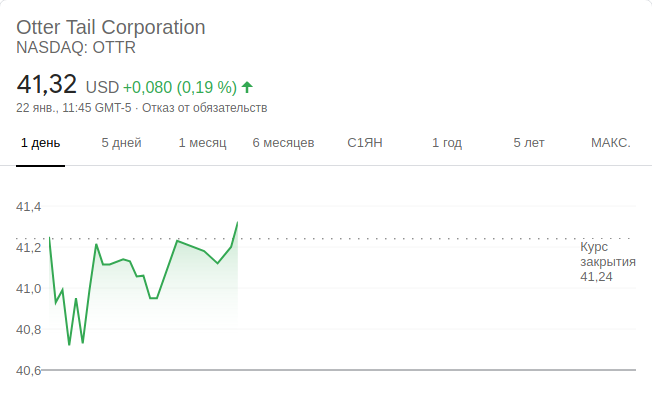 Otter Tail Corporation
NASDAQ: OTTR
41,32 USD +0,080 (0,19 %)
22 янв., 11:45 GMT-5 · Отказ от обязательств
1 день 5 дней 1 месяц 6 месяцев С1ЯН 1 год 5 лет МАКС.
41,4
41,2
41,0
40,8
40,6
Курс
закрытия
41,24